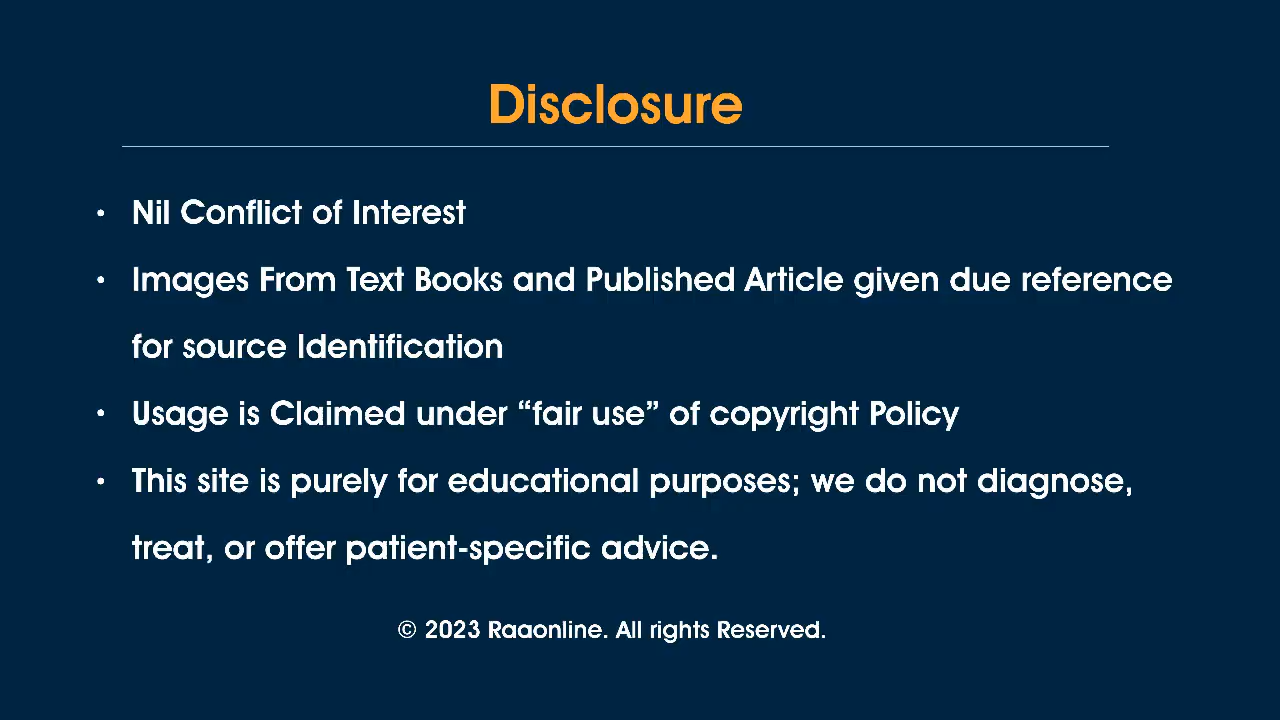 Disclosure
• Nil Conflict of Interest
• Images From Text Books and Published Article given due reference
for source Identification
• Usage is Claimed under “fair use” of copyright Policy
• This site is purely for educational purposes; we do not diagnose,
treat, or offer patient-specific advice.
© 2023 Raaonline. All rights Reserved.